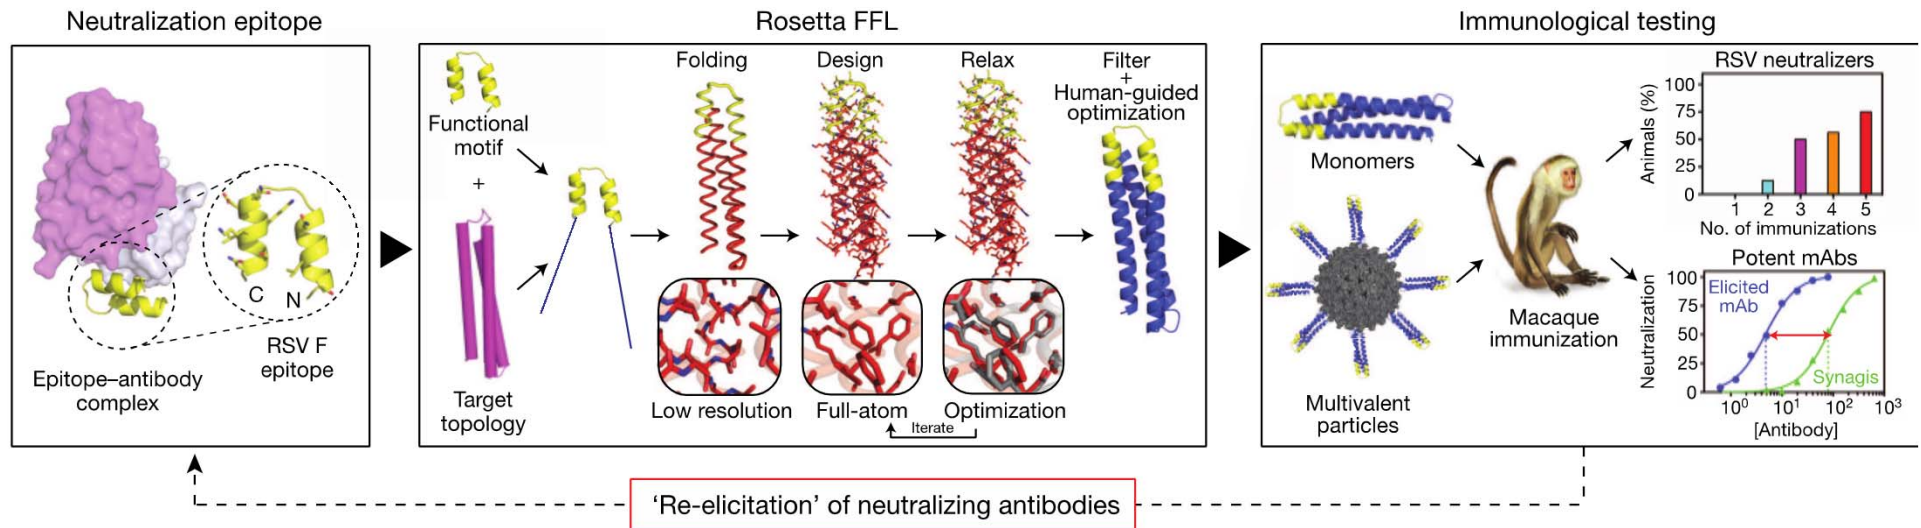 Neutralization epitope
Epitope–antibody
complex
C
N
RSV F
epitope
Rosetta FFL
Functional
motif
+
Target
topology
Folding
Design
Relax
Filter
+
Human-guided
optimization
Low resolution
Full-atom
Optimization
Iterate
Immunological testing
Monomers
Multivalent
particles
Macaque
immunization
RSV neutralizers
Animals (%)
100
75
50
25
0
1 2 3 4 5
No. of immunizations
Potent mAbs
Neutralization
100
75
50
25
0
Elicited
mAb
Synagis
10⁰ 10¹ 10² 10³
[Antibody]
‘Re-elicitation’ of neutralizing antibodies